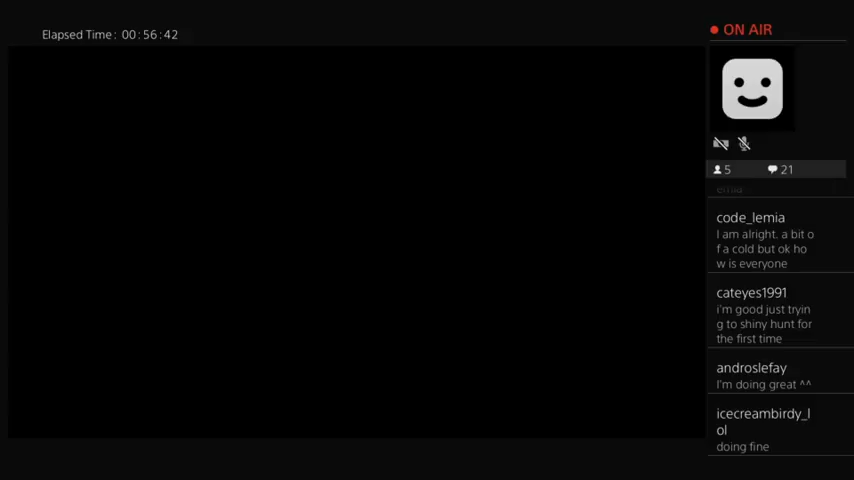 Elapsed Time: 00:56:42
ON AIR
5
21
code_lemia
I am alright. a bit o
f a cold but ok ho
w is everyone
cateyes1991
i'm good just tryin
g to shiny hunt for
the first time
androslefay
I'm doing great ^^
icecreambirdy_l
ol
doing fine